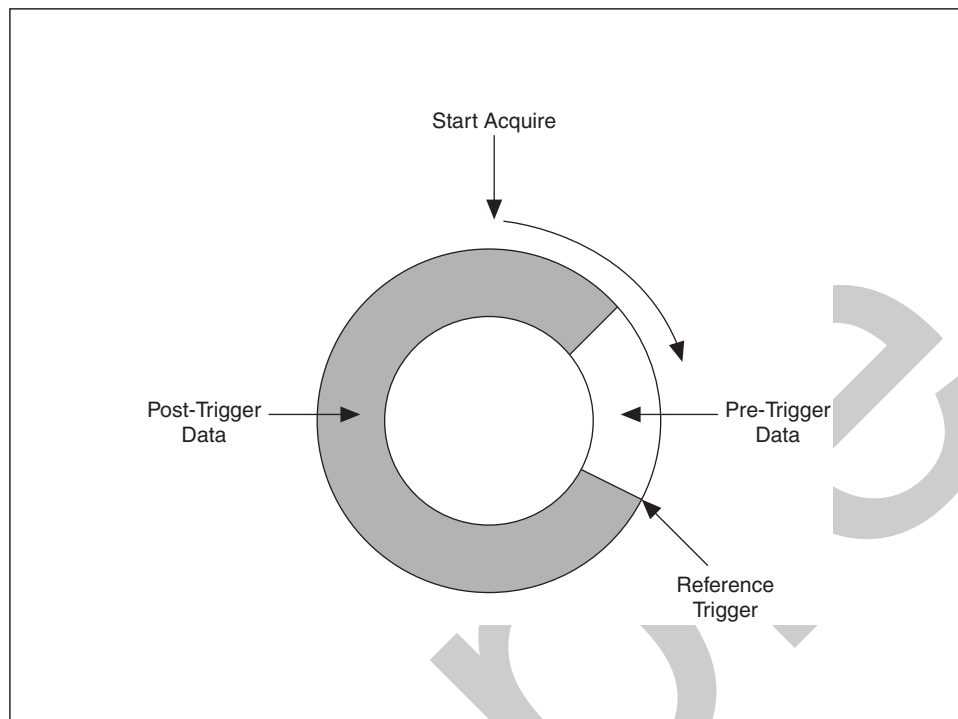 Start Acquire
Post-Trigger
Data
Pre-Trigger
Data
Reference
Trigger